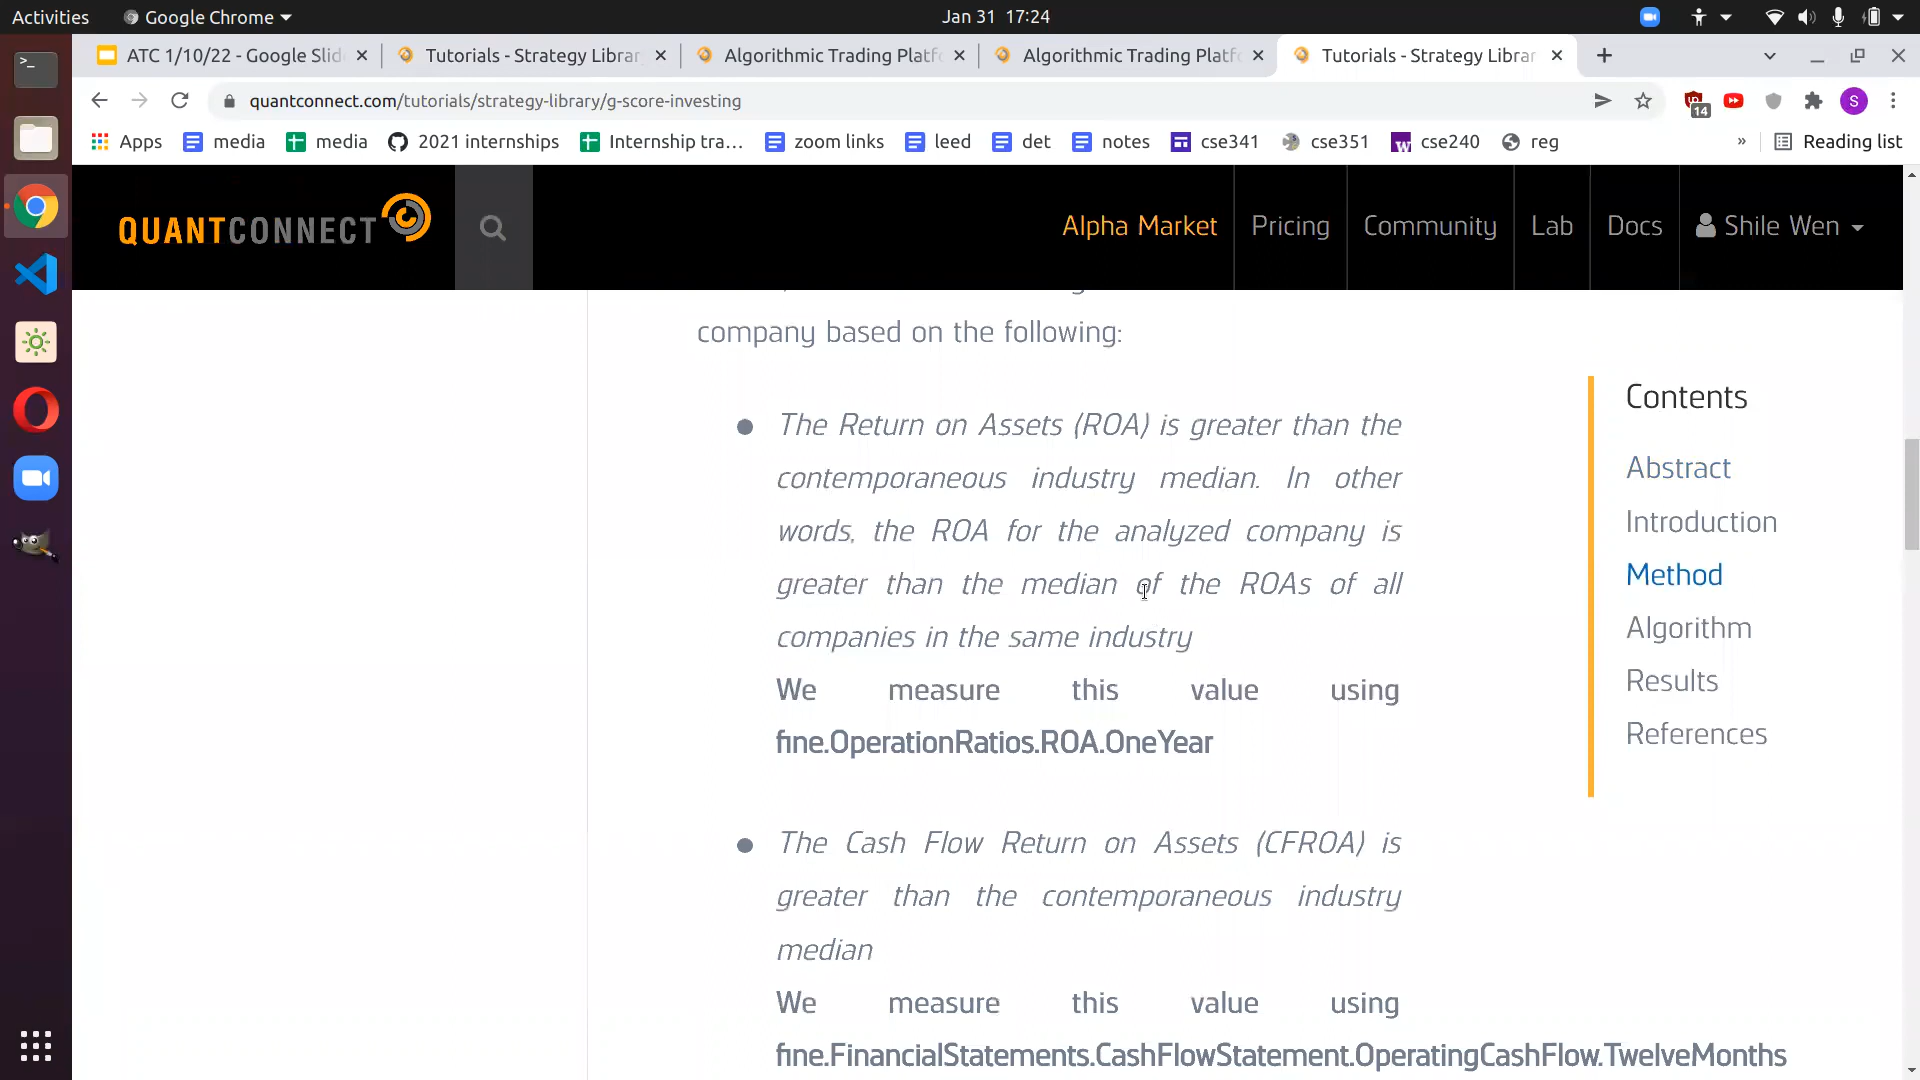 Activities
Google Chrome
Jan 31 17:24
ATC 1/10/22 - Google Slid
Tutorials - Strategy Librar
Algorithmic Trading Platf
Algorithmic Trading Platf
Tutorials - Strategy Librar
quantconnect.com/tutorials/strategy-library/g-score-investing
14
S
Apps
media
media
2021 internships
Internship tra...
zoom links
leed
det
notes
cse341
cse351
cse240
reg
»
Reading list
QUANTCONNECT
Alpha Market
Pricing
Community
Lab
Docs
Shile Wen
company based on the following:
The Return on Assets (ROA) is greater than the
contemporaneous industry median. In other
words, the ROA for the analyzed company is
greater than the median of the ROAs of all
companies in the same industry
We measure this value using
fine.OperationRatios.ROA.OneYear
The Cash Flow Return on Assets (CFROA) is
greater than the contemporaneous industry
median
We measure this value using
fine.FinancialStatements.CashFlowStatement.OperatingCashFlow.TwelveMonths
Contents
Abstract
Introduction
Method
Algorithm
Results
References